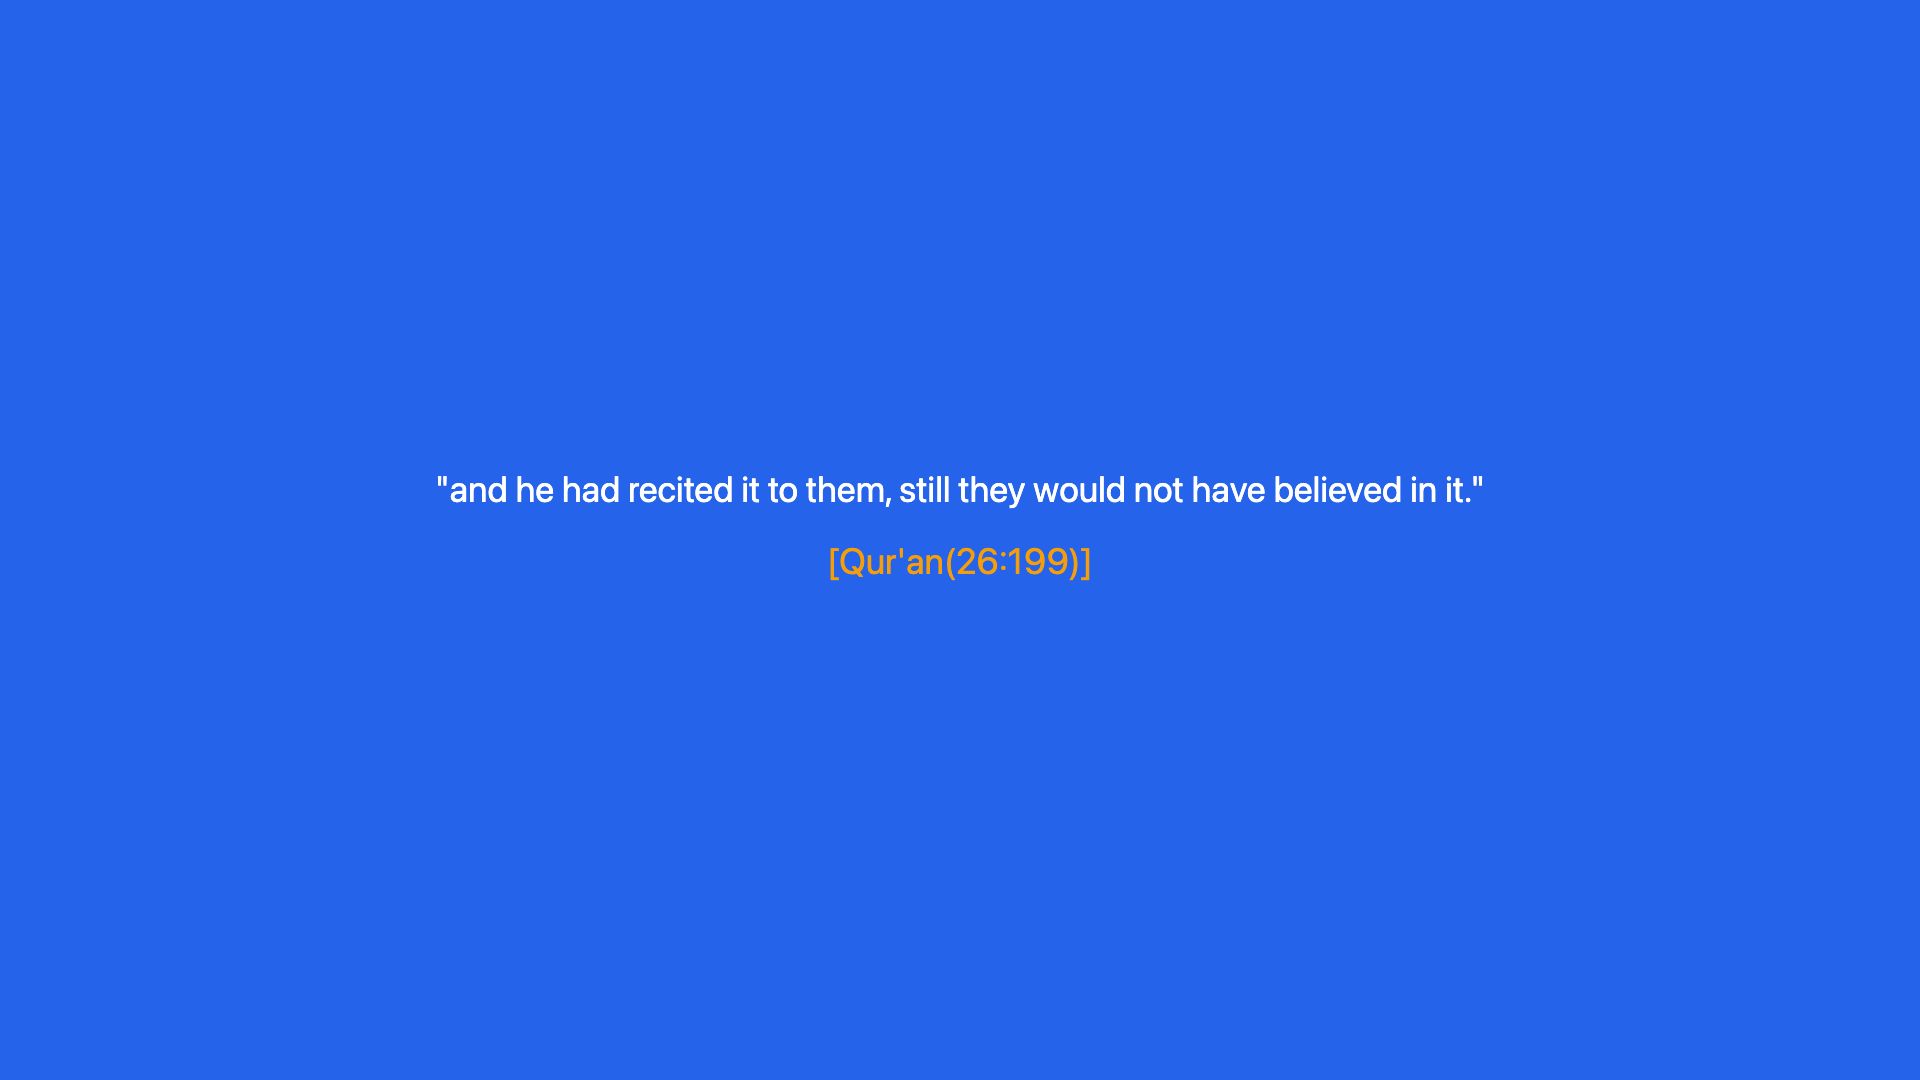 "and he had recited it to them, still they would not have believed in it."
[Qur'an(26:199)]